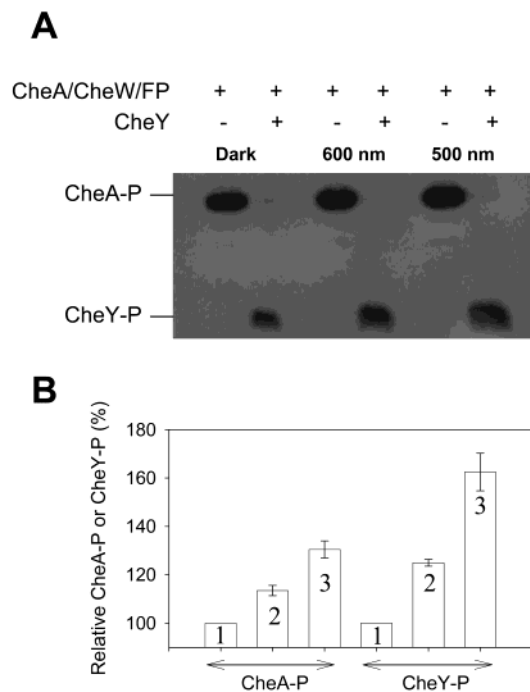 A
CheA/CheW/FP + + + + + +
CheY - + - + - +
Dark 600 nm 500 nm
CheA-P
CheY-P
B
Relative CheA-P or CheY-P (%)
180
160
140
120
100
1 2 3 1 2 3
CheA-P CheY-P